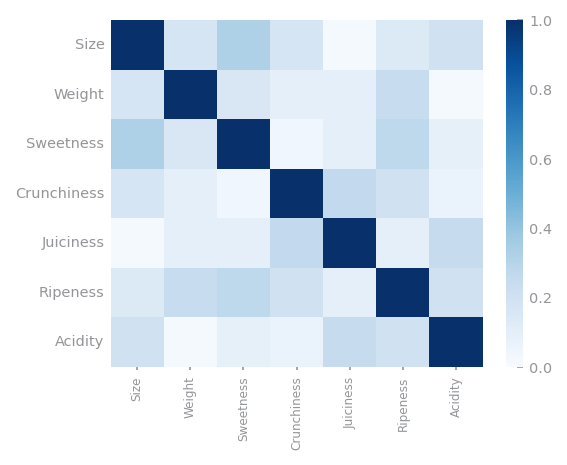 Size
Weight
Sweetness
Crunchiness
Juiciness
Ripeness
Acidity
Size
Weight
Sweetness
Crunchiness
Juiciness
Ripeness
Acidity
1.0
0.8
0.6
0.4
0.2
0.0